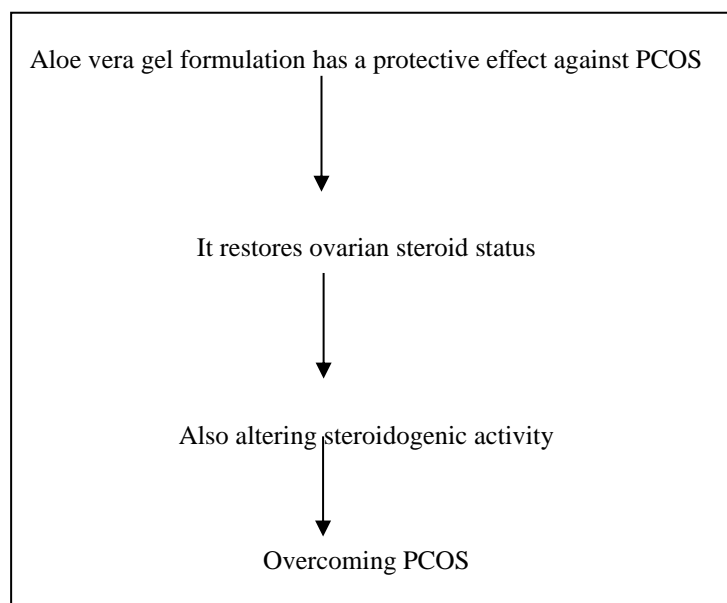 Aloe vera gel formulation has a protective effect against PCOS
It restores ovarian steroid status
Also altering steroidogenic activity
Overcoming PCOS